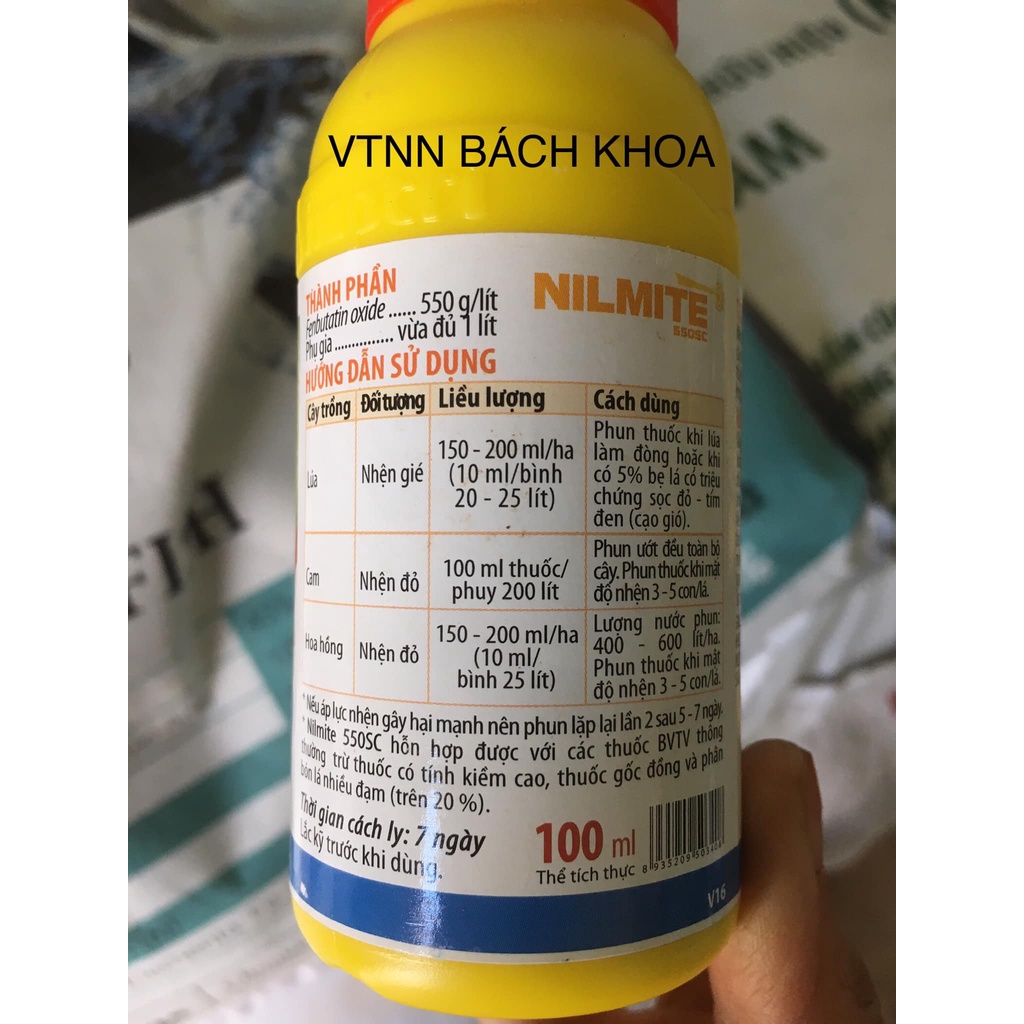 VTNN BÁCH KHOA
THÀNH PHẦN
Fenbutatin oxide ...... 550 g/lít
Phụ gia ............... vừa đủ 1 lít
NILMITE
550SC
HƯỚNG DẪN SỬ DỤNG
Cây trồng Đối tượng Liều lượng Cách dùng
Lúa
Nhện gié
150 - 200 ml/ha
(10 ml/bình
20 - 25 lít)
Phun thuốc khi lúa
làm đòng hoặc khi
có 5% bẹ lá có triệu
chứng sọc đỏ - tím
đen (cạo gió).
Cam
Nhện đỏ
100 ml thuốc/
phuy 200 lít
Phun ướt đều toàn bộ
cây. Phun thuốc khi mật
độ nhện 3 - 5 con/lá.
Hoa hồng
Nhện đỏ
150 - 200 ml/ha
(10 ml/
bình 25 lít)
Lượng nước phun:
400 - 600 lít/ha.
Phun thuốc khi mật
độ nhện 3 - 5 con/lá.
* Nếu áp lực nhện gây hại mạnh nên phun lặp lại lần 2 sau 5 - 7 ngày.
* Nilmite 550SC hỗn hợp được với các thuốc BVTV thông
thường trừ thuốc có tính kiềm cao, thuốc gốc đồng và phân
bón lá nhiều đạm (trên 20 %).
Thời gian cách ly: 7 ngày
Lắc kỹ trước khi dùng.
100 ml
Thể tích thực
8 935209 503408
V16